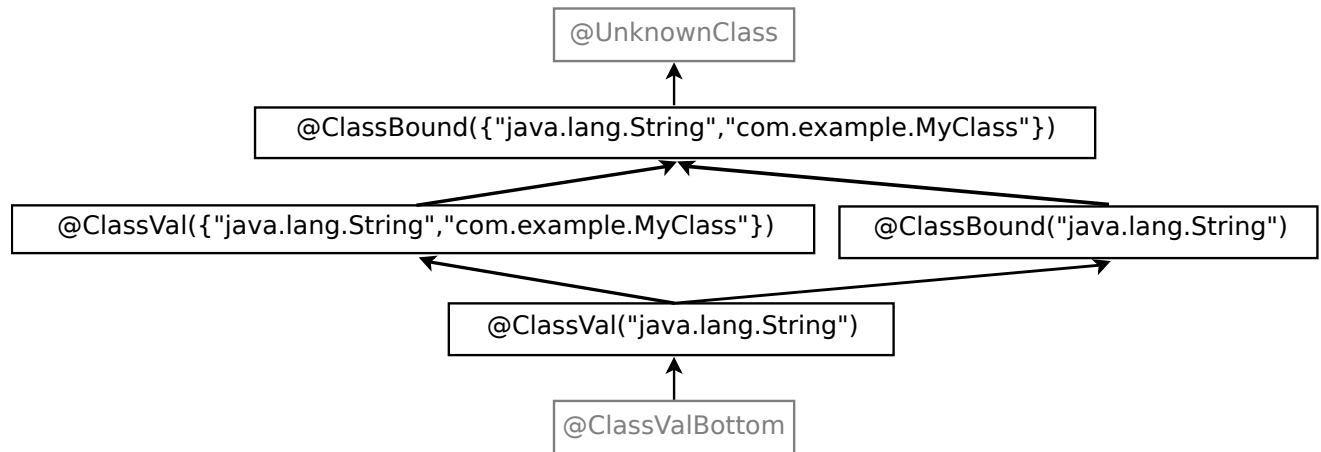 @UnknownClass
@ClassBound({"java.lang.String","com.example.MyClass"})
@ClassVal({"java.lang.String","com.example.MyClass"})
@ClassBound("java.lang.String")
@ClassVal("java.lang.String")
@ClassValBottom